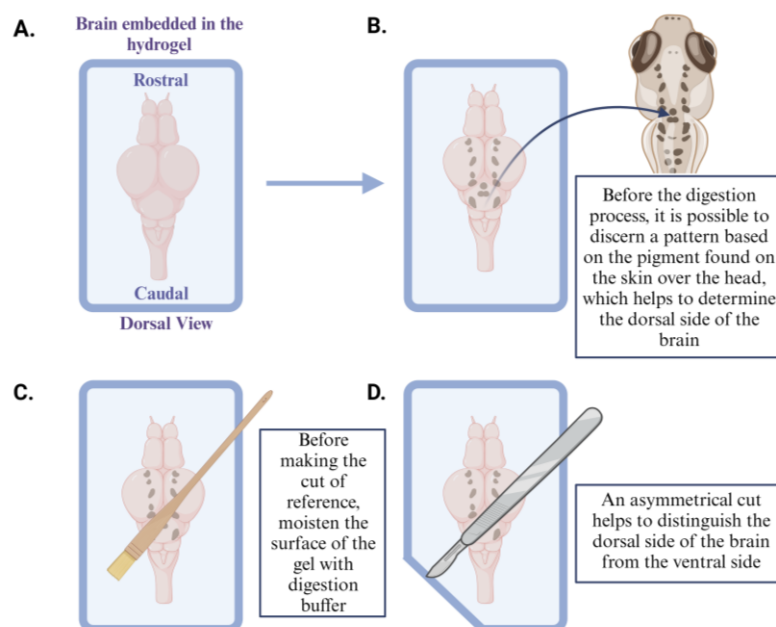 A.
Brain embedded in the
hydrogel
Rostral
Caudal
Dorsal View
B.
Before the digestion
process, it is possible to
discern a pattern based
on the pigment found on
the skin over the head,
which helps to determine
the dorsal side of the
brain
C.
Before
making the
cut of
reference,
moisten the
surface of the
gel with
digestion
buffer
D.
An asymmetrical cut
helps to distinguish the
dorsal side of the brain
from the ventral side